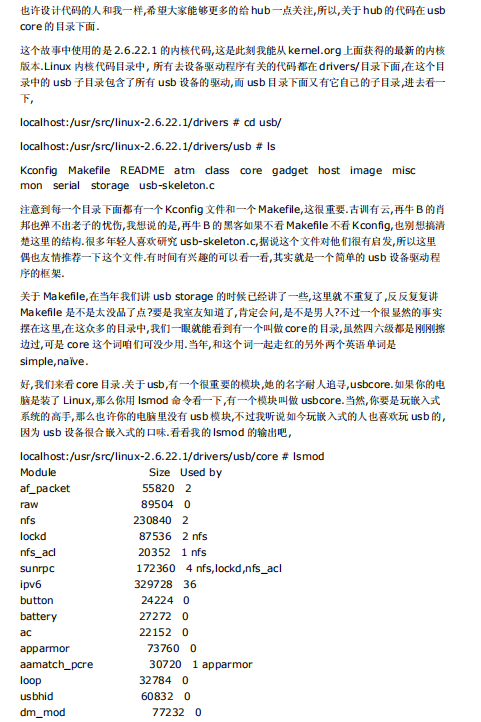 也许设计代码的人和我一样,希望大家能够更多的给 hub 一点关注,所以,关于 hub 的代码在 usb
core 的目录下面.
这个故事中使用的是 2.6.22.1 的内核代码,这是此刻我能从 kernel.org 上面获得的最新的内核
版本.Linux 内核代码目录中, 所有去设备驱动程序有关的代码都在 drivers/目录下面,在这个目
录中的 usb 子目录包含了所有 usb 设备的驱动,而 usb 目录下面又有它自己的子目录,进去看一
下,
localhost:/usr/src/linux-2.6.22.1/drivers # cd usb/
localhost:/usr/src/linux-2.6.22.1/drivers/usb # ls
Kconfig Makefile README atm class core gadget host image misc
mon serial storage usb-skeleton.c
注意到每一个目录下面都有一个 Kconfig 文件和一个 Makefile,这很重要.古训有云,再牛 B 的肖
邦也弹不出老子的忧伤,我想说的是,再牛 B 的黑客如果不看 Makefile 不看 Kconfig,也别想搞清
楚这里的结构.很多年轻人喜欢研究 usb-skeleton.c,据说这个文件对他们很有启发,所以这里
偶也友情推荐一下这个文件.有时间有兴趣的可以看一看,其实就是一个简单的 usb 设备驱动程
序的框架.
关于 Makefile,在当年我们讲 usb storage 的时候已经讲了一些,这里就不重复了,反反复复讲
Makefile 是不是太没品了点?要是我室友知道了,肯定会问,是不是男人?不过一个很显然的事实
摆在这里,在这众多的目录中,我们一眼就能看到有一个叫做 core 的目录,虽然四六级都是刚刚擦
边过,可是 core 这个词咱们可没少用.当年,和这个词一起走红的另外两个英语单词是
simple,naïve.
好,我们来看 core 目录.关于 usb,有一个很重要的模块,她的名字耐人追寻,usbcore.如果你的电
脑是装了 Linux,那么你用 lsmod 命令看一下,有一个模块叫做 usbcore.当然,你要是玩嵌入式
系统的高手,那么也许你的电脑里没有 usb 模块,不过我听说如今玩嵌入式的人也喜欢玩 usb 的,
因为 usb 设备很合嵌入式的口味.看看我的 lsmod 的输出吧,
localhost:/usr/src/linux-2.6.22.1/drivers/usb/core # lsmod
Module Size Used by
af_packet 55820 2
raw 89504 0
nfs 230840 2
lockd 87536 2 nfs
nfs_acl 20352 1 nfs
sunrpc 172360 4 nfs,lockd,nfs_acl
ipv6 329728 36
button 24224 0
battery 27272 0
ac 22152 0
apparmor 73760 0
aamatch_pcre 30720 1 apparmor
loop 32784 0
usbhid 60832 0
dm_mod 77232 0